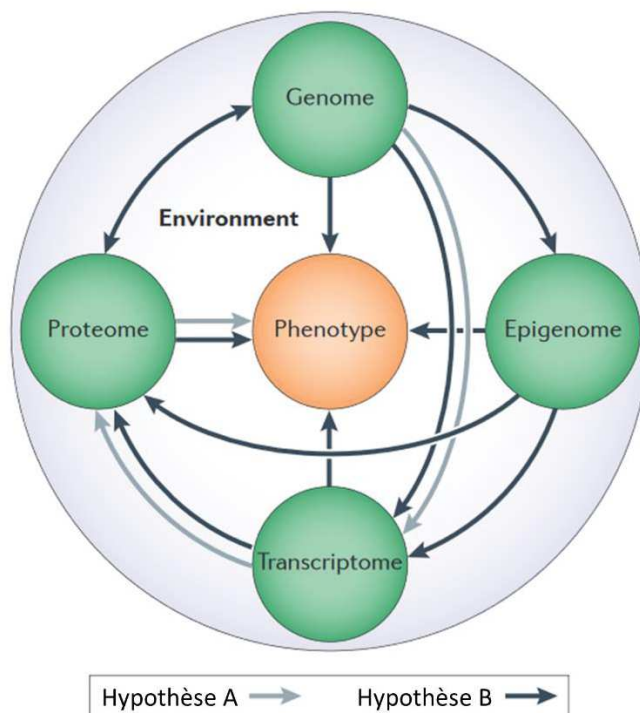 Genome
Environment
Proteome
Phenotype
Epigenome
Transcriptome
Hypothèse A
Hypothèse B